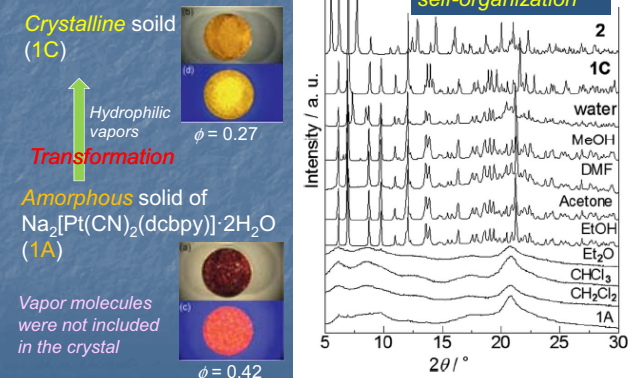 Crystalline soild
(1C)
(b)
(d)
Hydrophilic
vapors
ϕ = 0.27
Transformation
Amorphous solid of
Na₂[Pt(CN)₂(dcbpy)]·2H₂O
(1A)
(a)
(c)
Vapor molecules
were not included
in the crystal
ϕ = 0.42
self-organization
Intensity / a. u.
2
1C
water
MeOH
DMF
Acetone
EtOH
Et₂O
CHCl₃
CH₂Cl₂
1A
5 10 15 20 25 30
2θ / °